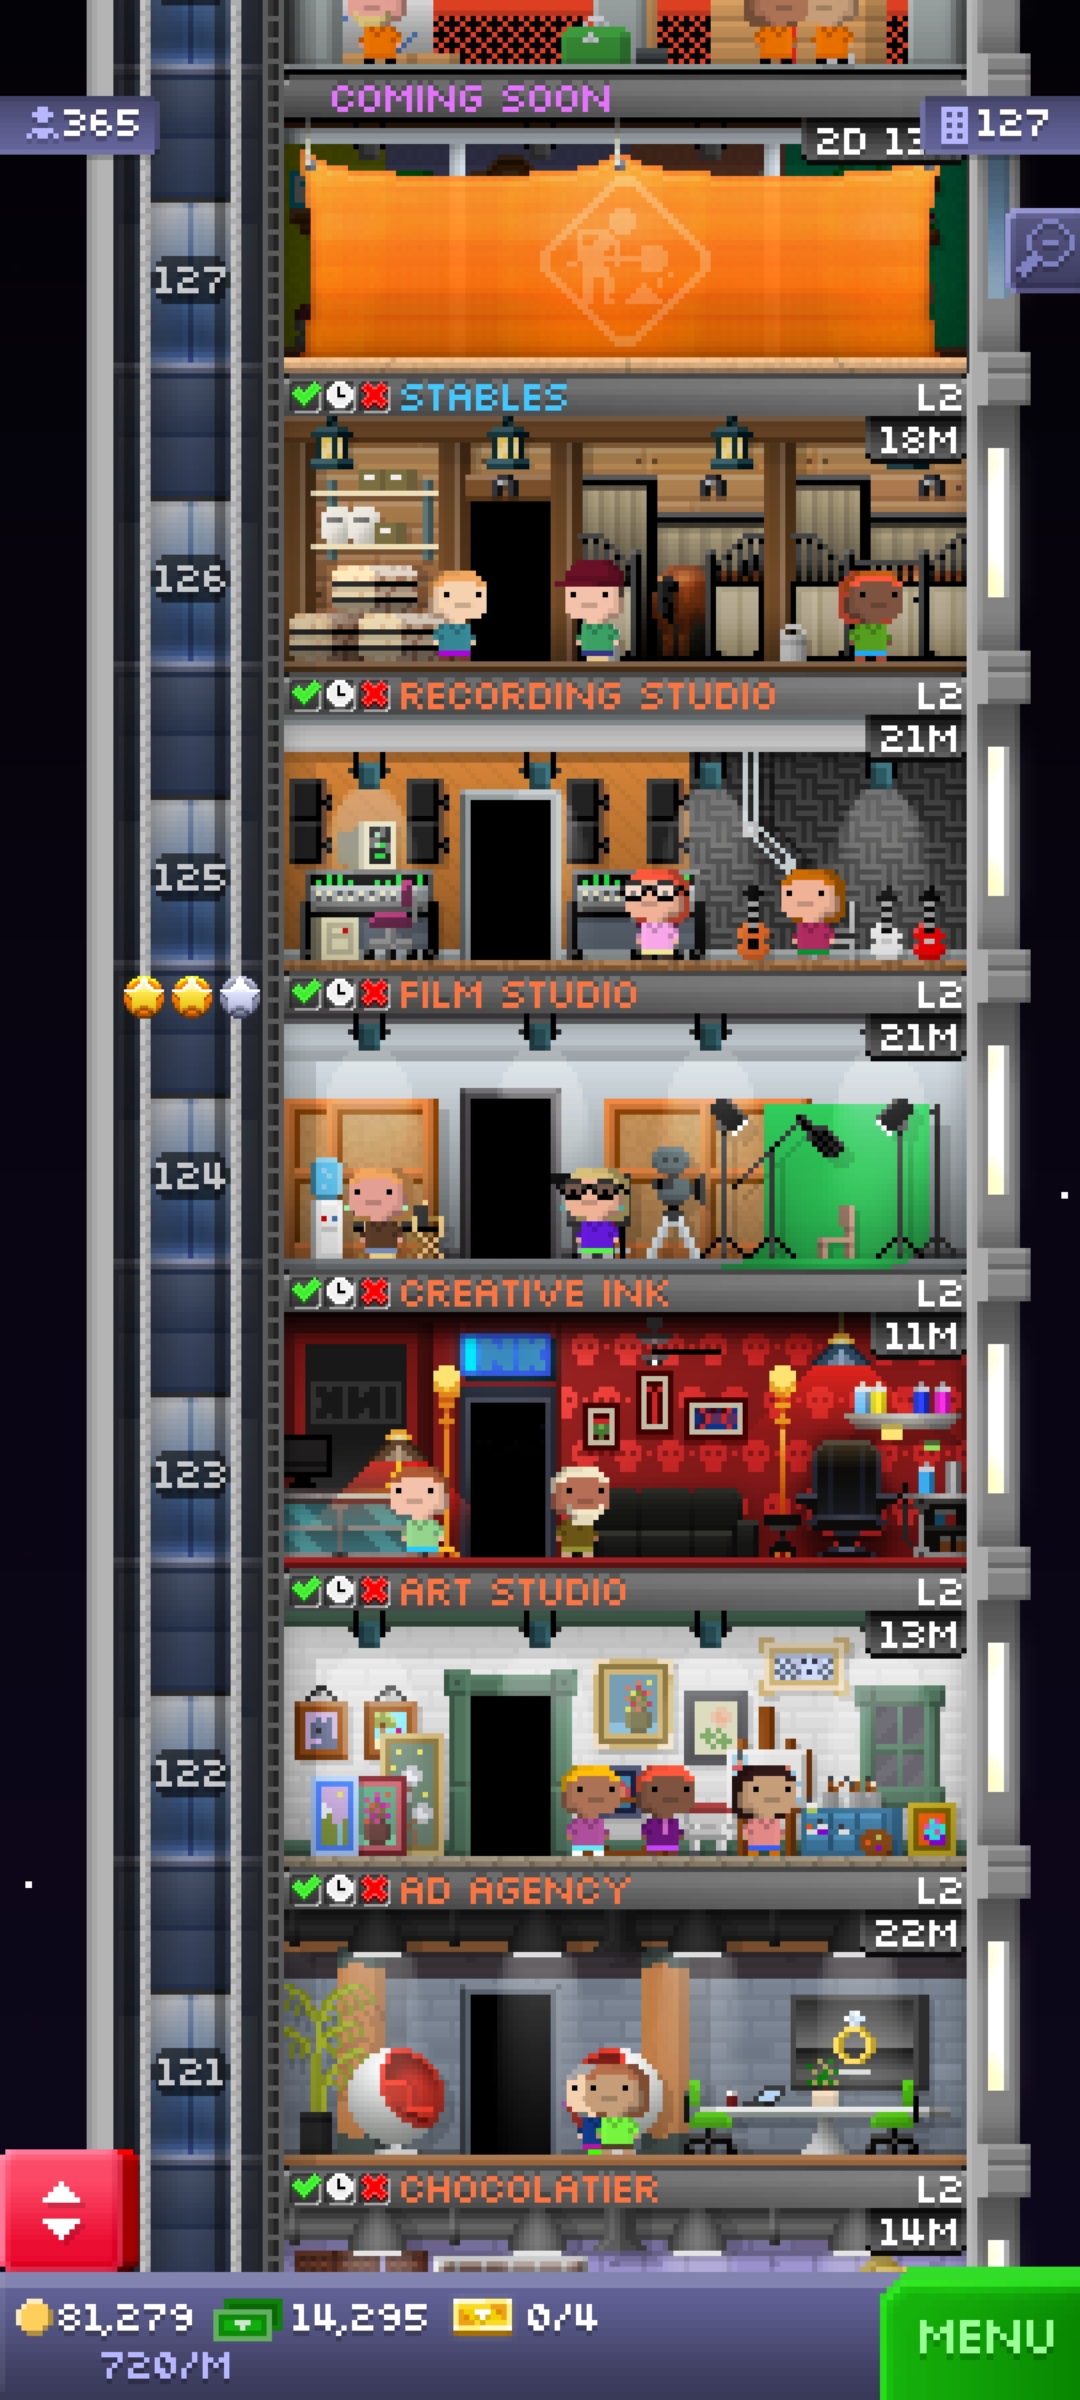 COMING SOON
365
127
2D 13
127
STABLES L2
18M
126
RECORDING STUDIO L2
21M
125
FILM STUDIO L2
21M
124
CREATIVE INK L2
11M
INK
123
ART STUDIO L2
13M
122
AD AGENCY L2
22M
121
CHOCOLATIER L2
14M
81,279 14,295 0/4
720/M
MENU